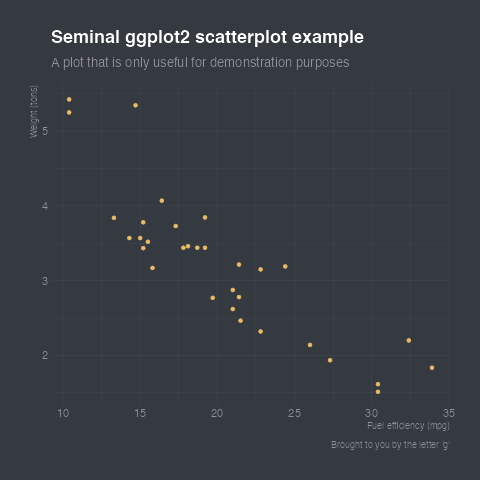 Seminal ggplot2 scatterplot example
A plot that is only useful for demonstration purposes
Weight (tons)
5
4
3
2
10 15 20 25 30 35
Fuel efficiency (mpg)
Brought to you by the letter 'g'